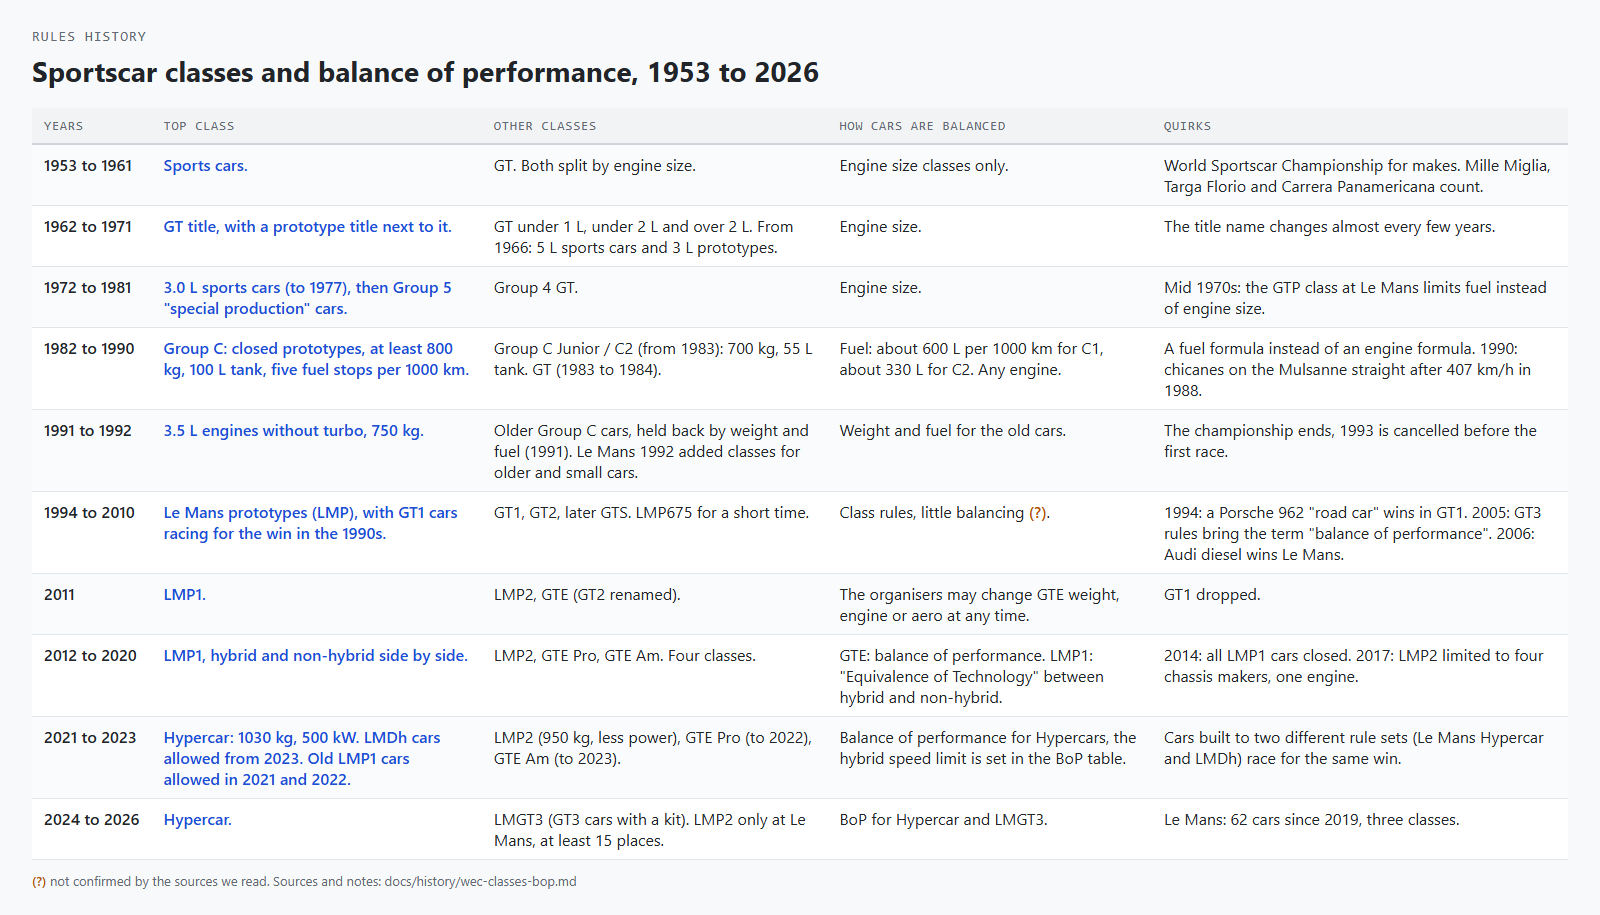 RULES HISTORY
Sportscar classes and balance of performance, 1953 to 2026
YEARS TOP CLASS OTHER CLASSES HOW CARS ARE BALANCED QUIRKS
1953 to 1961 Sports cars. GT. Both split by engine size. Engine size classes only. World Sportscar Championship for makes. Mille Miglia,
Targa Florio and Carrera Panamericana count.
1962 to 1971 GT title, with a prototype title next to it. GT under 1 L, under 2 L and over 2 L. From Engine size. The title name changes almost every few years.
1966: 5 L sports cars and 3 L prototypes.
1972 to 1981 3.0 L sports cars (to 1977), then Group 5 Group 4 GT. Engine size. Mid 1970s: the GTP class at Le Mans limits fuel instead
"special production" cars. of engine size.
1982 to 1990 Group C: closed prototypes, at least 800 Group C Junior / C2 (from 1983): 700 kg, 55 L Fuel: about 600 L per 1000 km for C1, A fuel formula instead of an engine formula. 1990:
kg, 100 L tank, five fuel stops per 1000 km. tank. GT (1983 to 1984). about 330 L for C2. Any engine. chicanes on the Mulsanne straight after 407 km/h in
1988.
1991 to 1992 3.5 L engines without turbo, 750 kg. Older Group C cars, held back by weight and Weight and fuel for the old cars. The championship ends, 1993 is cancelled before the
fuel (1991). Le Mans 1992 added classes for first race.
older and small cars.
1994 to 2010 Le Mans prototypes (LMP), with GT1 cars GT1, GT2, later GTS. LMP675 for a short time. Class rules, little balancing (?). 1994: a Porsche 962 "road car" wins in GT1. 2005: GT3
racing for the win in the 1990s. rules bring the term "balance of performance". 2006:
Audi diesel wins Le Mans.
2011 LMP1. LMP2, GTE (GT2 renamed). The organisers may change GTE weight, GT1 dropped.
engine or aero at any time.
2012 to 2020 LMP1, hybrid and non-hybrid side by side. LMP2, GTE Pro, GTE Am. Four classes. GTE: balance of performance. LMP1: 2014: all LMP1 cars closed. 2017: LMP2 limited to four
"Equivalence of Technology" between chassis makers, one engine.
hybrid and non-hybrid.
2021 to 2023 Hypercar: 1030 kg, 500 kW. LMDh cars LMP2 (950 kg, less power), GTE Pro (to 2022), Balance of performance for Hypercars, the Cars built to two different rule sets (Le Mans Hypercar
allowed from 2023. Old LMP1 cars GTE Am (to 2023). hybrid speed limit is set in the BoP table. and LMDh) race for the same win.
allowed in 2021 and 2022.
2024 to 2026 Hypercar. LMGT3 (GT3 cars with a kit). LMP2 only at Le BoP for Hypercar and LMGT3. Le Mans: 62 cars since 2019, three classes.
Mans, at least 15 places.
(?) not confirmed by the sources we read. Sources and notes: docs/history/wec-classes-bop.md